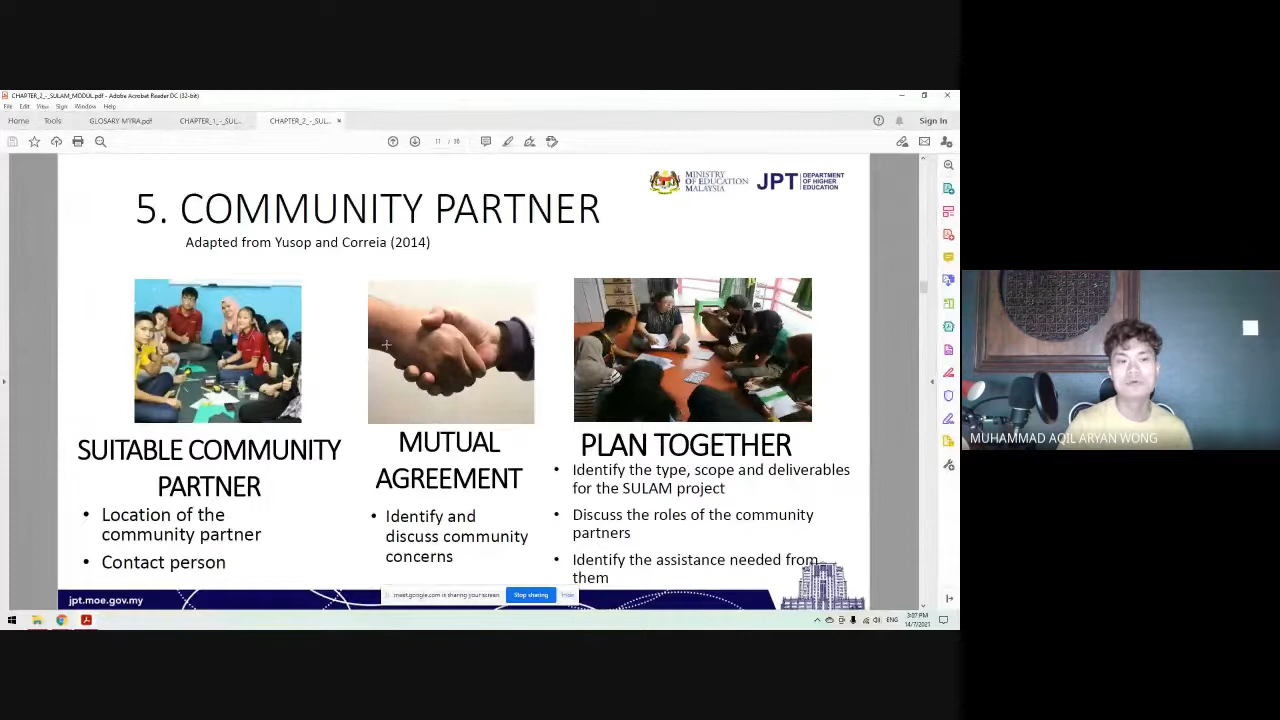 CHAPTER_2_-_SULAM_MODUL.pdf - Adobe Acrobat Reader DC (32-bit)
File Edit View Sign Window Help
Home Tools GLOSARY MYRA.pdf CHAPTER_1_-_SUL... CHAPTER_2_-_SUL... × Sign In
11 / 36
MINISTRY
OF EDUCATION
MALAYSIA
JPT DEPARTMENT
OF HIGHER
EDUCATION
5. COMMUNITY PARTNER
Adapted from Yusop and Correia (2014)
SUITABLE COMMUNITY
PARTNER
• Location of the
community partner
• Contact person
MUTUAL
AGREEMENT
• Identify and
discuss community
concerns
PLAN TOGETHER
• Identify the type, scope and deliverables
for the SULAM project
• Discuss the roles of the community
partners
• Identify the assistance needed from
them
jpt.moe.gov.my
meet.google.com is sharing your screen. Stop sharing Hide
ENG
3:07 PM
14/7/2021
MUHAMMAD AQIL ARYAN WONG